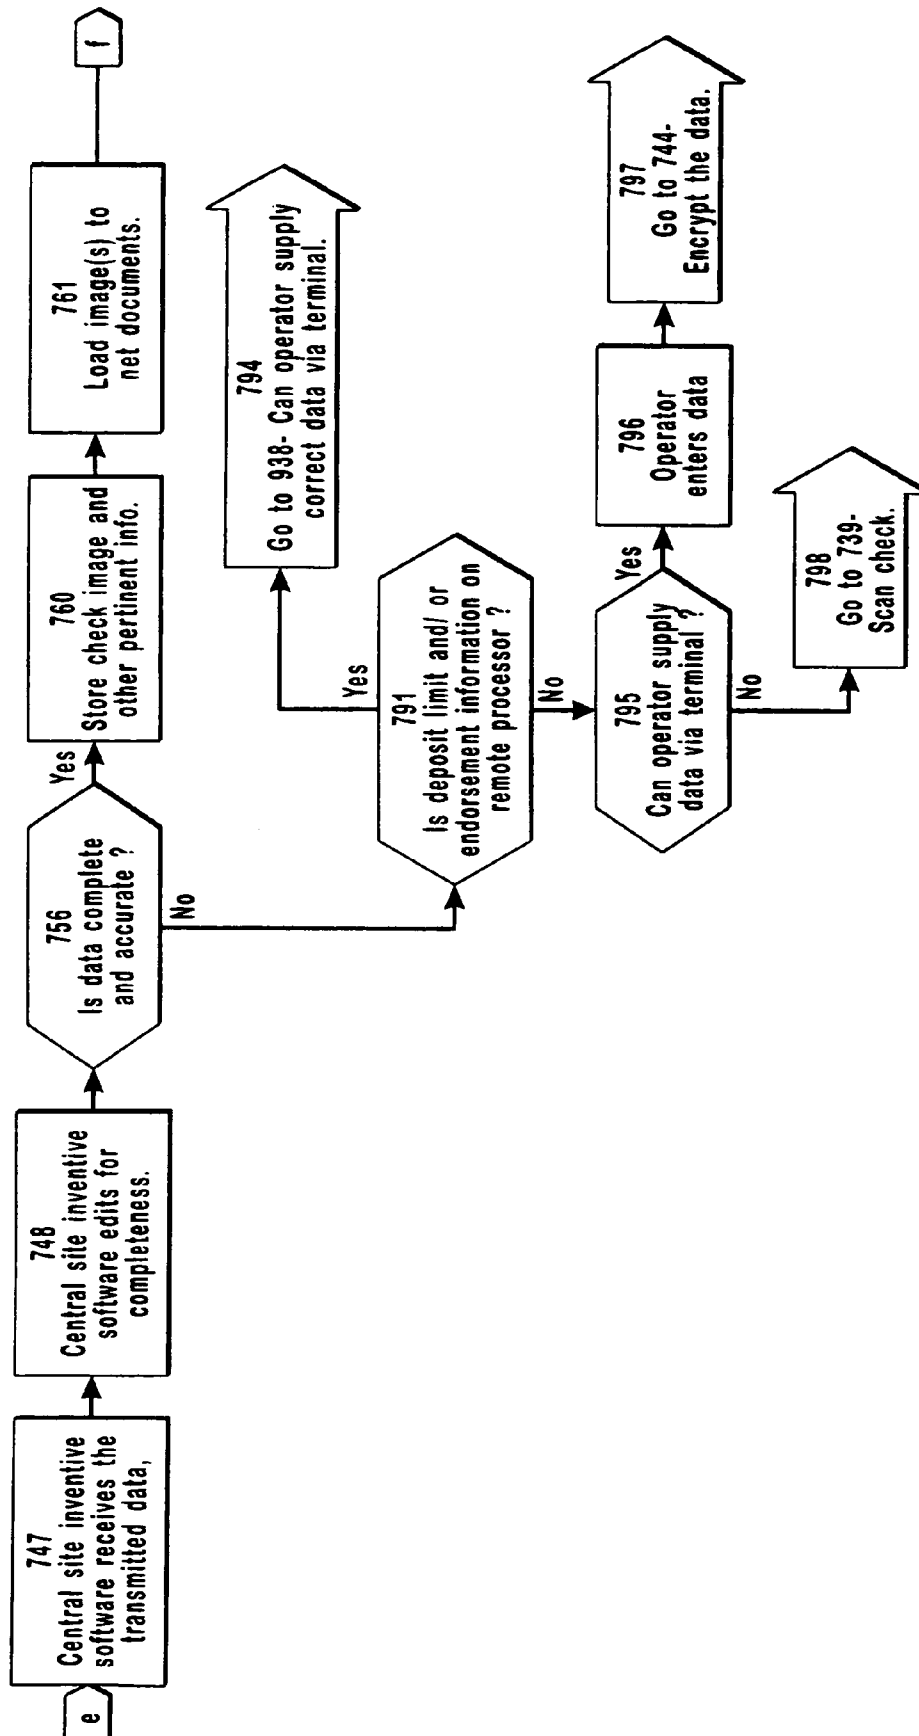 e
747
Central site inventive
software receives the
transmitted data,
748
Central site inventive
software edits for
completeness.
756
Is data complete
and accurate ?
Yes
No
760
Store check image and
other pertinent info.
761
Load image(s) to
net documents.
f
791
Is deposit limit and/ or
endorsement information on
remote processor ?
Yes
No
794
Go to 938- Can operator supply
correct data via terminal.
795
Can operator supply
data via terminal ?
Yes
No
796
Operator
enters data
797
Go to 744-
Encrypt the data.
798
Go to 739-
Scan check.